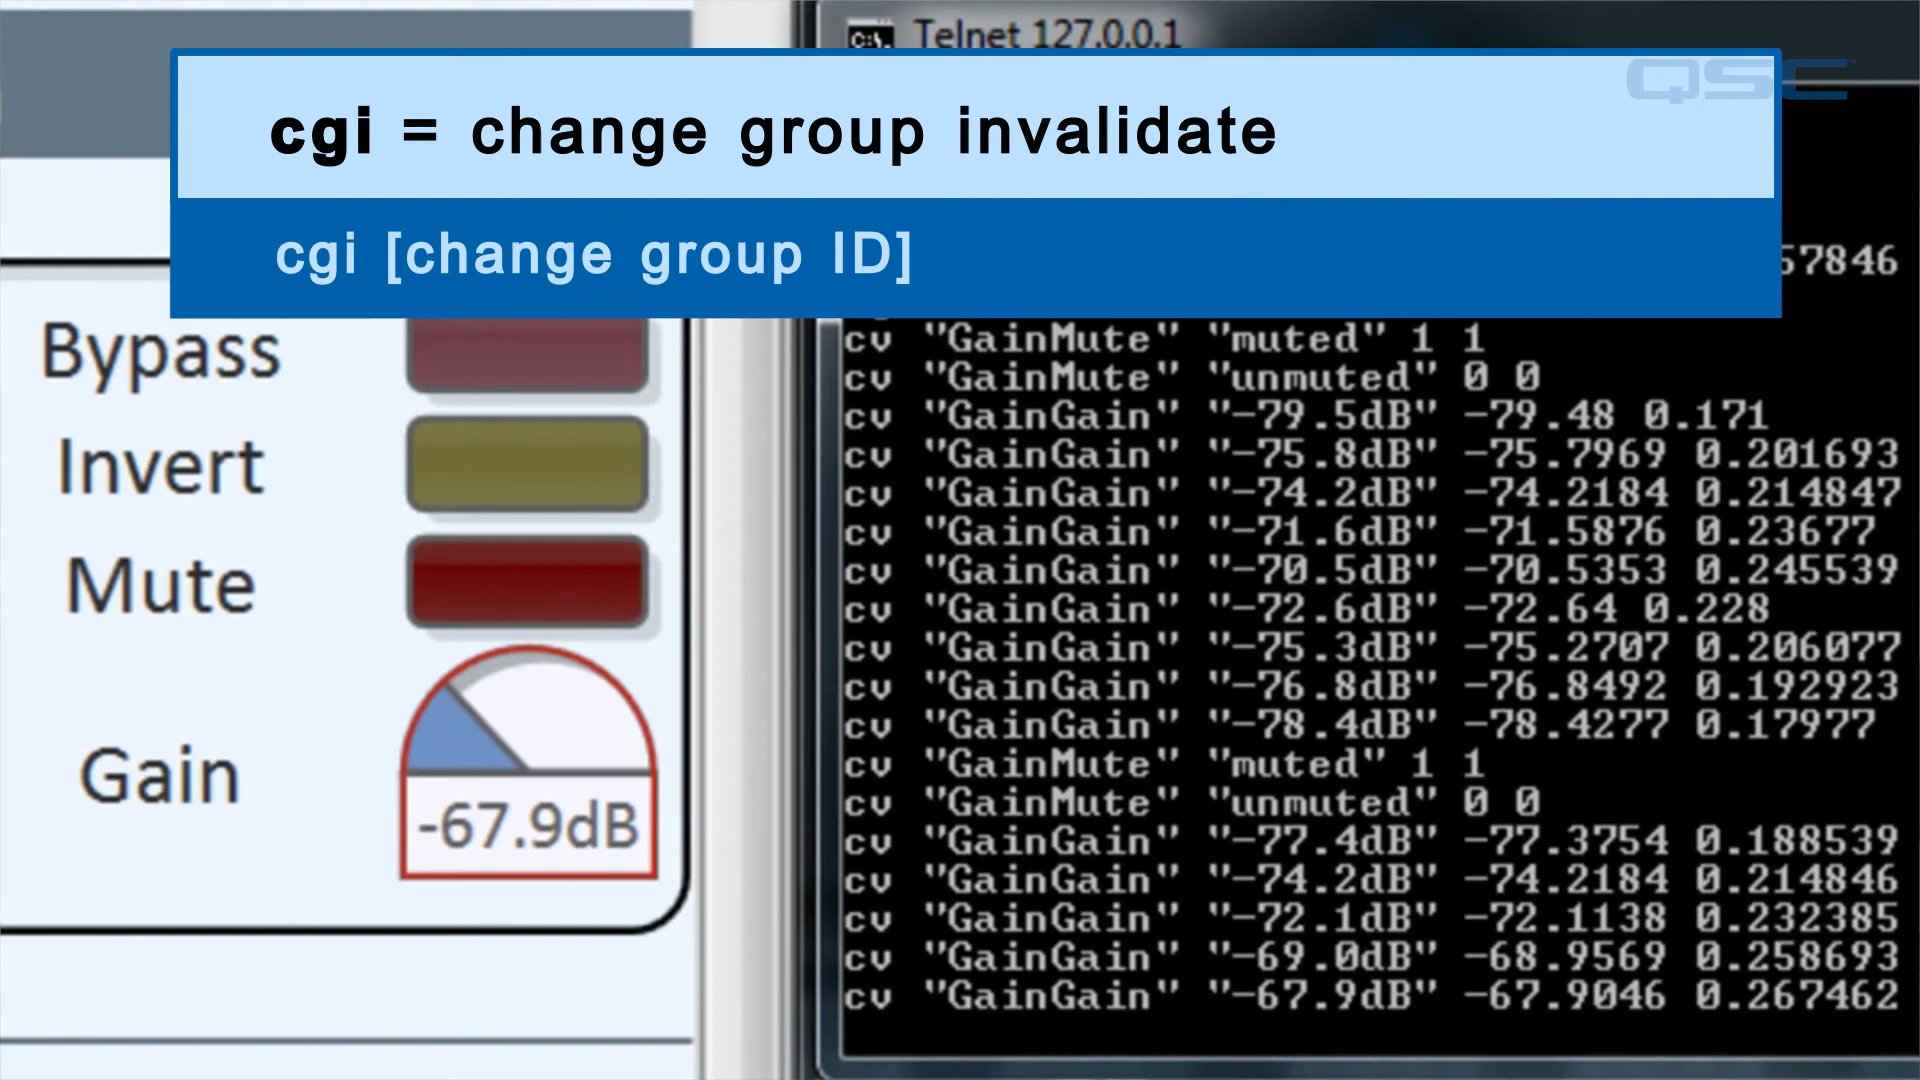 Telnet 127.0.0.1
QSC
cgi = change group invalidate
cgi [change group ID]
57846
Bypass
Invert
Mute
Gain
-67.9dB
cv "GainMute" "muted" 1 1
cv "GainMute" "unmuted" 0 0
cv "GainGain" "-79.5dB" -79.48 0.171
cv "GainGain" "-75.8dB" -75.7969 0.201693
cv "GainGain" "-74.2dB" -74.2184 0.214847
cv "GainGain" "-71.6dB" -71.5876 0.23677
cv "GainGain" "-70.5dB" -70.5353 0.245539
cv "GainGain" "-72.6dB" -72.64 0.228
cv "GainGain" "-75.3dB" -75.2707 0.206077
cv "GainGain" "-76.8dB" -76.8492 0.192923
cv "GainGain" "-78.4dB" -78.4277 0.17977
cv "GainMute" "muted" 1 1
cv "GainMute" "unmuted" 0 0
cv "GainGain" "-77.4dB" -77.3754 0.188539
cv "GainGain" "-74.2dB" -74.2184 0.214846
cv "GainGain" "-72.1dB" -72.1138 0.232385
cv "GainGain" "-69.0dB" -68.9569 0.258693
cv "GainGain" "-67.9dB" -67.9046 0.267462